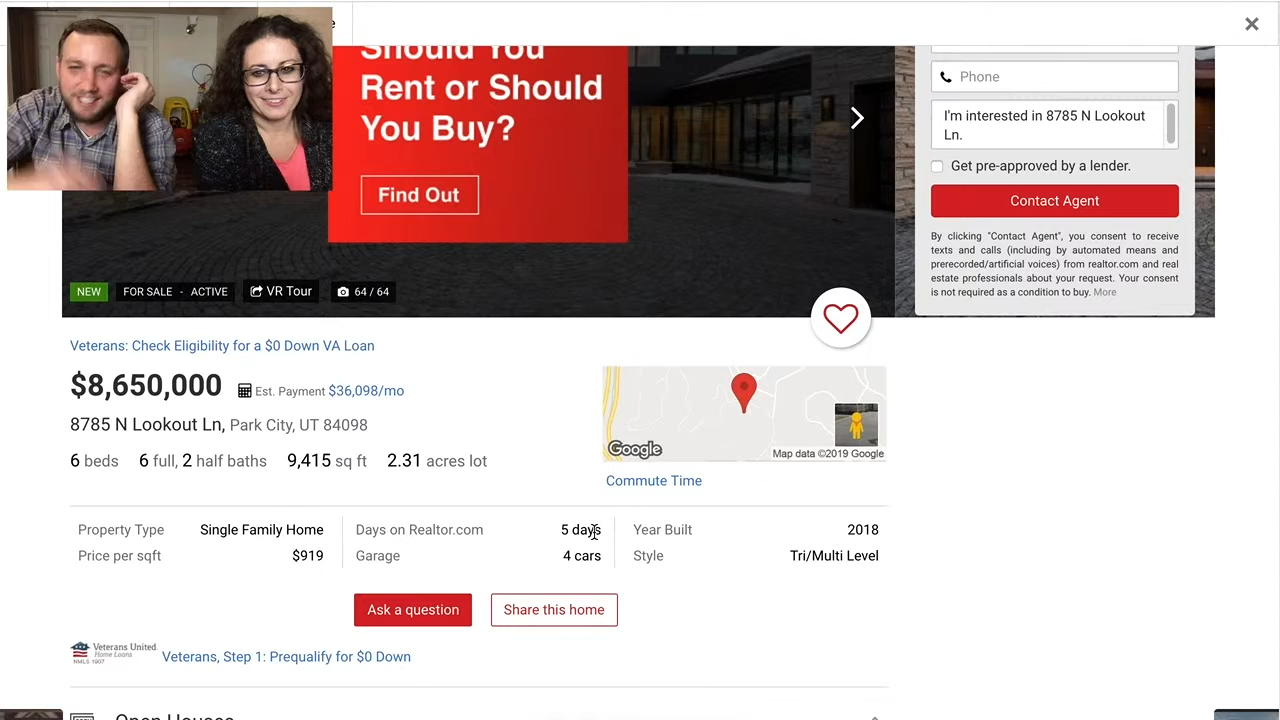 Should You
Rent or Should
You Buy?
Find Out
Phone
I'm interested in 8785 N Lookout
Ln.
Get pre-approved by a lender.
Contact Agent
By clicking "Contact Agent", you consent to receive
texts and calls (including by automated means and
prerecorded/artificial voices) from realtor.com and real
estate professionals about your request. Your consent
is not required as a condition to buy. More
NEW FOR SALE - ACTIVE VR Tour 64 / 64
Veterans: Check Eligibility for a $0 Down VA Loan
$8,650,000 Est. Payment $36,098/mo
8785 N Lookout Ln, Park City, UT 84098
6 beds 6 full, 2 half baths 9,415 sq ft 2.31 acres lot
Google Map data ©2019 Google
Commute Time
Property Type Single Family Home Days on Realtor.com 5 days Year Built 2018
Price per sqft $919 Garage 4 cars Style Tri/Multi Level
Ask a question Share this home
Veterans United
Home Loans
NMLS 1907
Veterans, Step 1: Prequalify for $0 Down
Open Houses